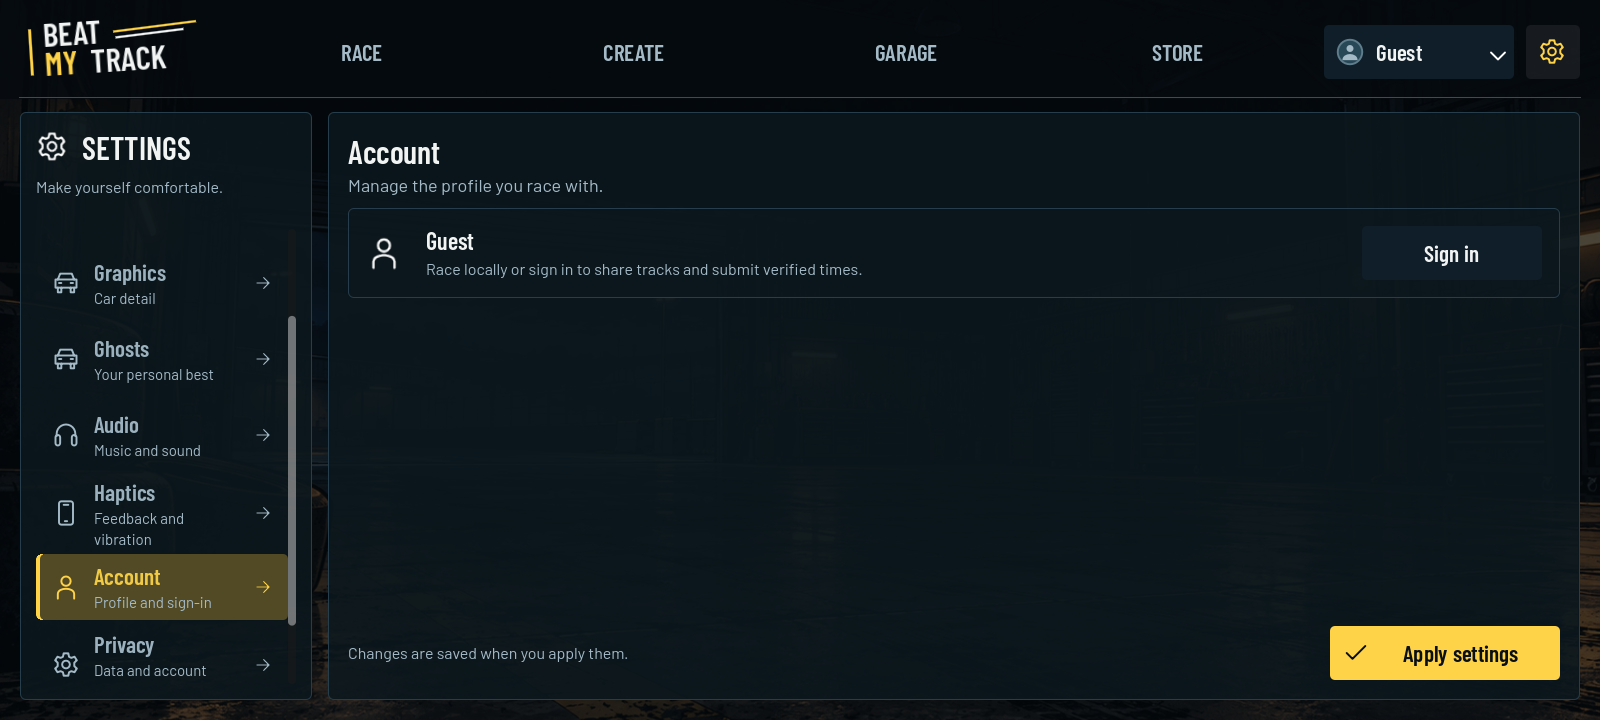 BEAT
MY TRACK
RACE
CREATE
GARAGE
STORE
Guest
SETTINGS
Make yourself comfortable.
Graphics
Car detail
Ghosts
Your personal best
Audio
Music and sound
Haptics
Feedback and
vibration
Account
Profile and sign-in
Privacy
Data and account
Account
Manage the profile you race with.
Guest
Race locally or sign in to share tracks and submit verified times.
Sign in
Changes are saved when you apply them.
Apply settings